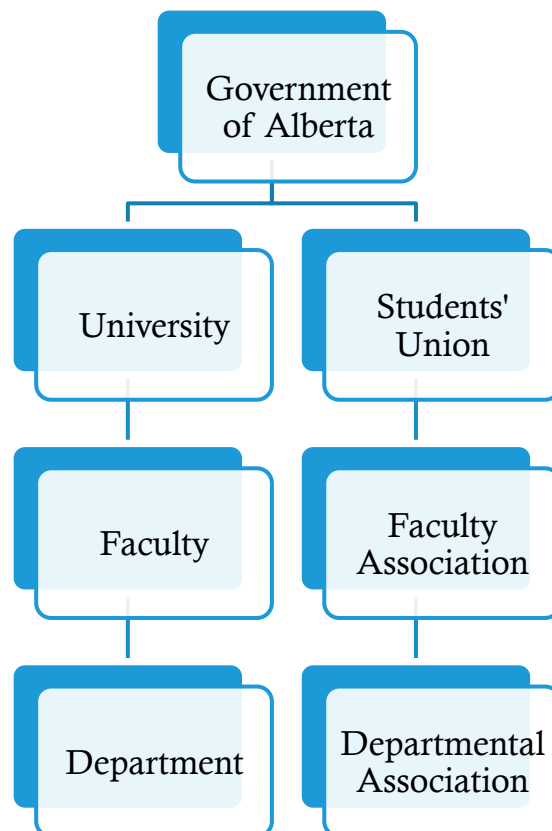 Government
of Alberta
University
Students'
Union
Faculty
Faculty
Association
Department
Departmental
Association